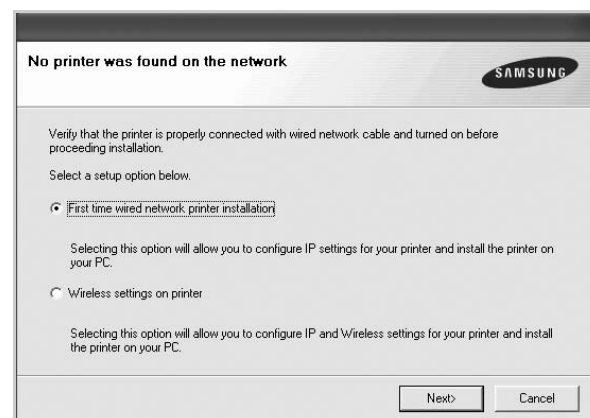 No printer was found on the network
SAMSUNG
Verify that the printer is properly connected with wired network cable and turned on before
proceeding installation.
Select a setup option below.
First time wired network printer installation
Selecting this option will allow you to configure IP settings for your printer and install the printer on
your PC.
Wireless settings on printer
Selecting this option will allow you to configure IP and Wireless settings for your printer and install
the printer on your PC.
Next>
Cancel